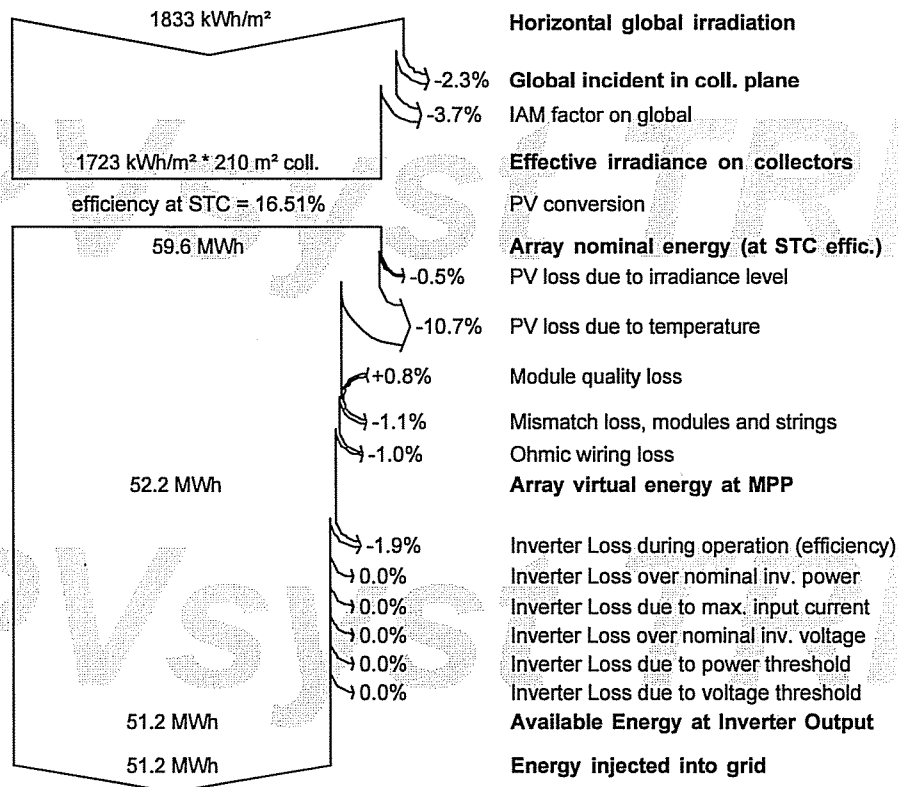 1833 kWh/m² Horizontal global irradiation
-2.3% Global incident in coll. plane
-3.7% IAM factor on global
1723 kWh/m² * 210 m² coll. Effective irradiance on collectors
efficiency at STC = 16.51% PV conversion
59.6 MWh Array nominal energy (at STC effic.)
-0.5% PV loss due to irradiance level
-10.7% PV loss due to temperature
+0.8% Module quality loss
-1.1% Mismatch loss, modules and strings
-1.0% Ohmic wiring loss
52.2 MWh Array virtual energy at MPP
-1.9% Inverter Loss during operation (efficiency)
0.0% Inverter Loss over nominal inv. power
0.0% Inverter Loss due to max. input current
0.0% Inverter Loss over nominal inv. voltage
0.0% Inverter Loss due to power threshold
0.0% Inverter Loss due to voltage threshold
51.2 MWh Available Energy at Inverter Output
51.2 MWh Energy injected into grid
PVsyst TRI
PVsyst TRI